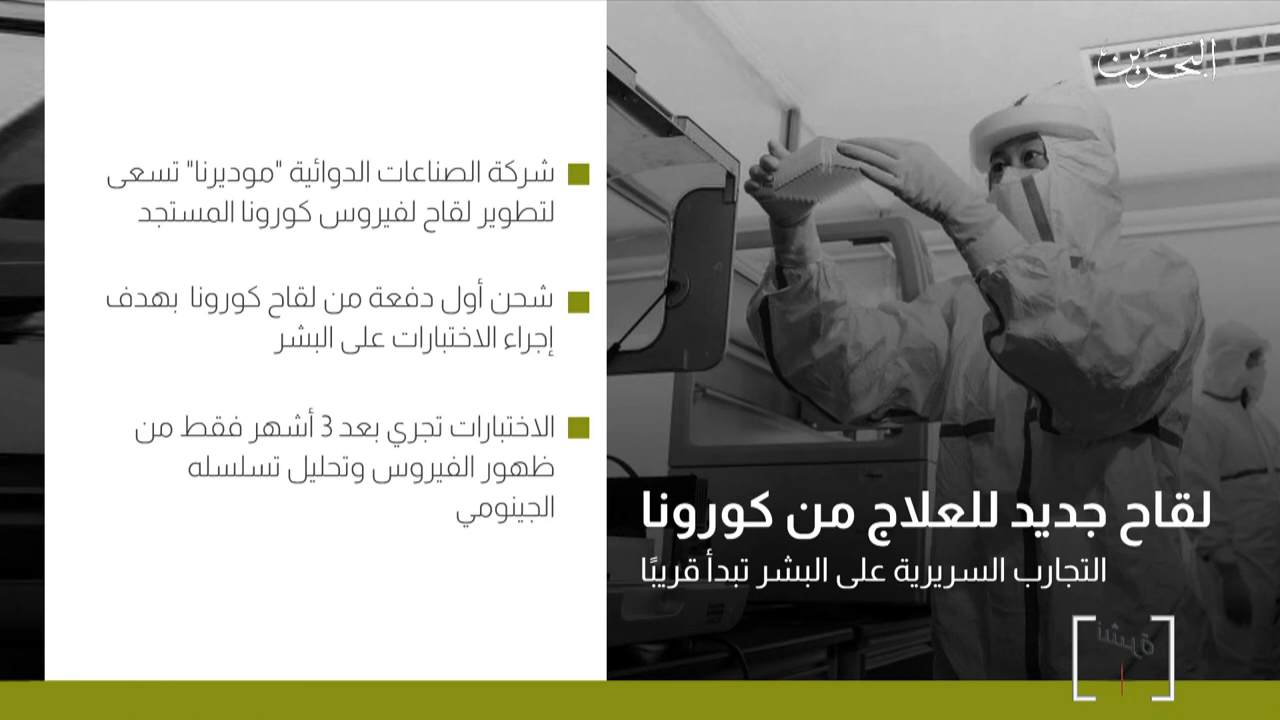 البحرين
شركة الصناعات الدوائية "موديرنا" تسعى
لتطوير لقاح لفيروس كورونا المستجد
شحن أول دفعة من لقاح كورونا بهدف
إجراء الاختبارات على البشر
الاختبارات تجري بعد 3 أشهر فقط من
ظهور الفيروس وتحليل تسلسله
الجينومي
لقاح جديد للعلاج من كورونا
التجارب السريرية على البشر تبدأ قريبًا